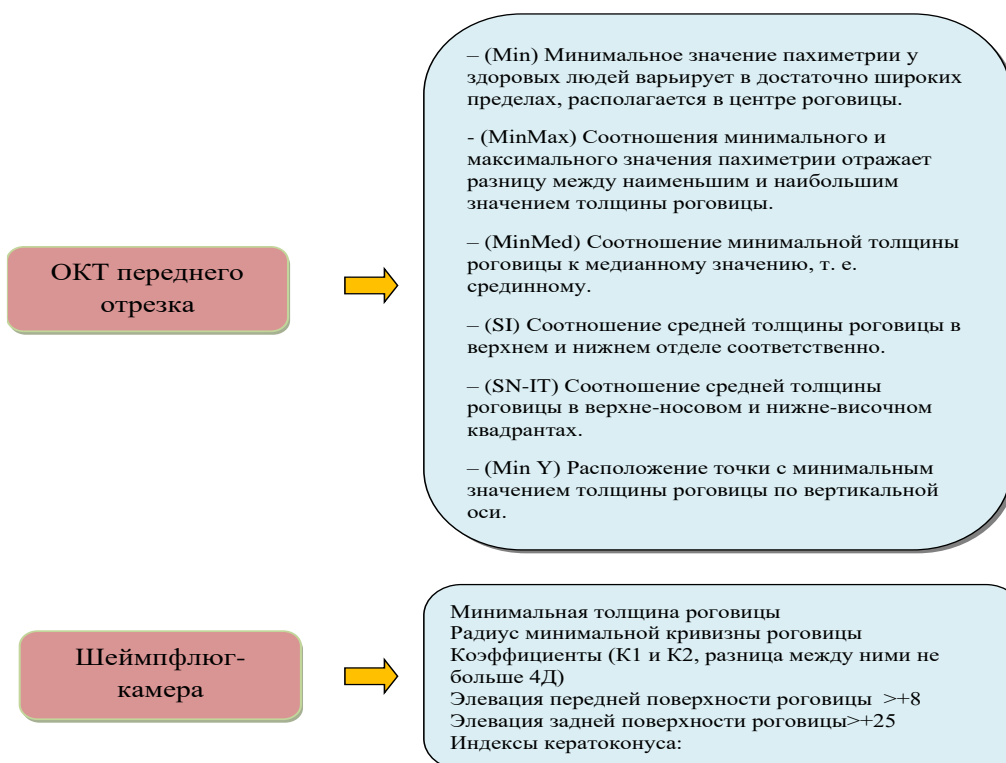 – (Min) Минимальное значение пахиметрии у
здоровых людей варьирует в достаточно широких
пределах, располагается в центре роговицы.
- (MinMax) Соотношения минимального и
максимального значения пахиметрии отражает
разницу между наименьшим и наибольшим
значением толщины роговицы.
– (MinMed) Соотношение минимальной толщины
роговицы к медианному значению, т. е.
срединному.
– (SI) Соотношение средней толщины роговицы в
верхнем и нижнем отделе соответственно.
– (SN-IT) Соотношение средней толщины
роговицы в верхне-носовом и нижне-височном
квадрантах.
– (Min Y) Расположение точки с минимальным
значением толщины роговицы по вертикальной
оси.
ОКТ переднего
отрезка
Шеймпфлюг-
камера
Минимальная толщина роговицы
Радиус минимальной кривизны роговицы
Коэффициенты (К1 и К2, разница между ними не
больше 4Д)
Элевация передней поверхности роговицы  >+8
Элевация задней поверхности роговицы>+25
Индексы кератоконуса: